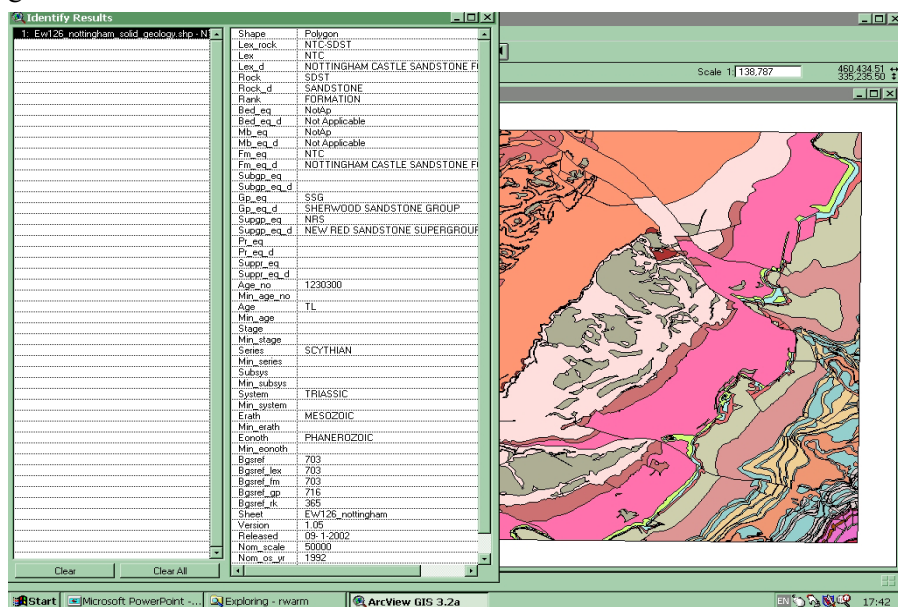 Identify Results
1: Ew126_nottingham_solid_geology.shp - N
Shape Polygon
Lex_rock NTC-SDST
Lex NTC
Lex_d NOTTINGHAM CASTLE SANDSTONE F
Rock SDST
Rock_d SANDSTONE
Rank FORMATION
Bed_eq NotAp
Bed_eq_d Not Applicable
Mb_eq NotAp
Mb_eq_d Not Applicable
Fm_eq NTC
Fm_eq_d NOTTINGHAM CASTLE SANDSTONE F
Subgp_eq
Subgp_eq_d
Gp_eq SSG
Gp_eq_d SHERWOOD SANDSTONE GROUP
Supgp_eq NRS
Supgp_eq_d NEW RED SANDSTONE SUPERGROUP
Pr_eq
Pr_eq_d
Suppr_eq
Suppr_eq_d
Age_no 1230300
Min_age_no
Age TL
Min_age
Stage
Min_stage
Series SCYTHIAN
Min_series
Subsys
Min_subsys
System TRIASSIC
Min_system
Erath MESOZOIC
Min_erath
Eonoth PHANEROZOIC
Min_eonoth
Bgsref 703
Bgsref_lex 703
Bgsref_fm 703
Bgsref_gp 716
Bgsref_rk 365
Sheet EW126_nottingham
Version 1.05
Released 09- 1-2002
Nom_scale 50000
Nom_os_yr 1992
Clear Clear All
Scale 1: 138,787
460,434.51
335,235.50
Start Microsoft PowerPoint -... Exploring - rwarm ArcView GIS 3.2a EN 17:42